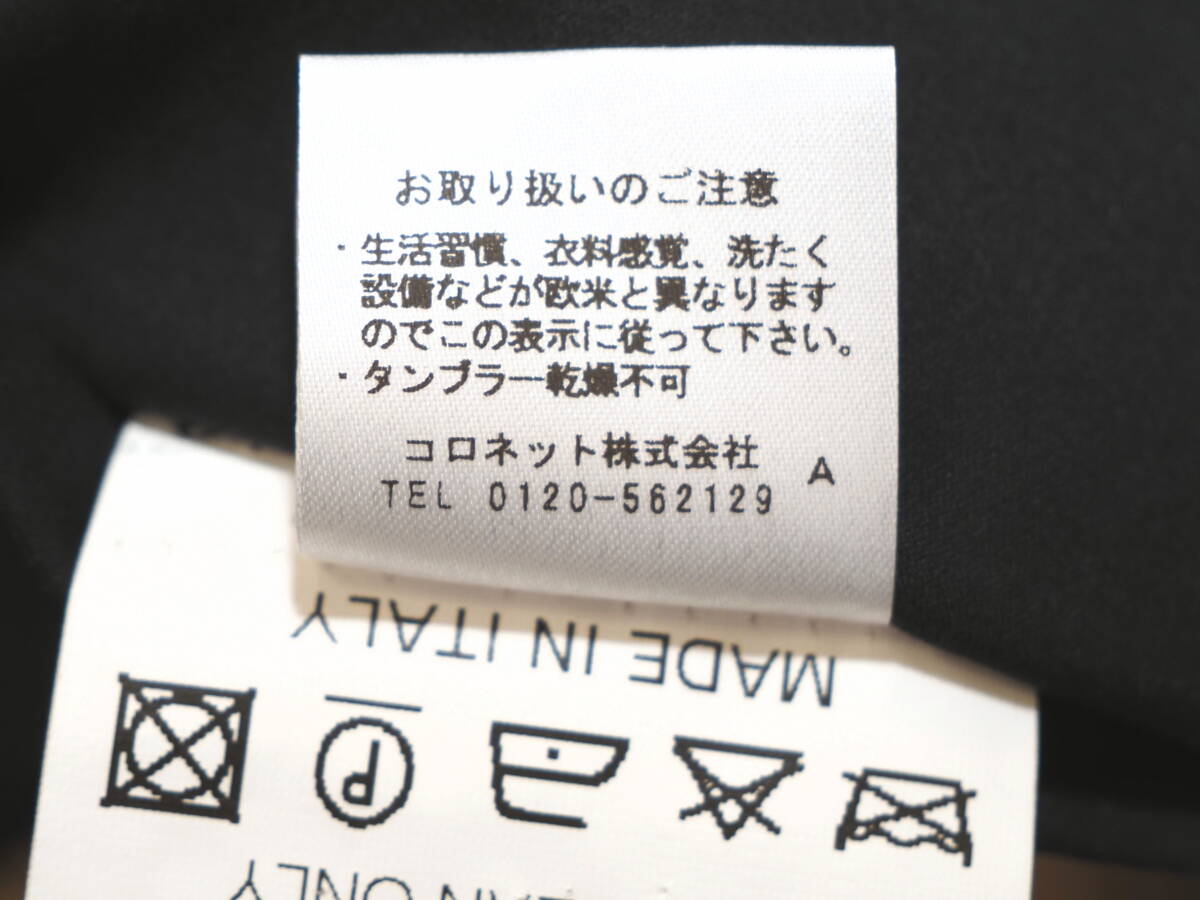 お取り扱いのご注意
・生活習慣、衣料感覚、洗たく
設備などが欧米と異なります
のでこの表示に従って下さい。
・タンブラー乾燥不可
コロネット株式会社 A
TEL 0120-562129
MADE IN ITALY
P
ONLY